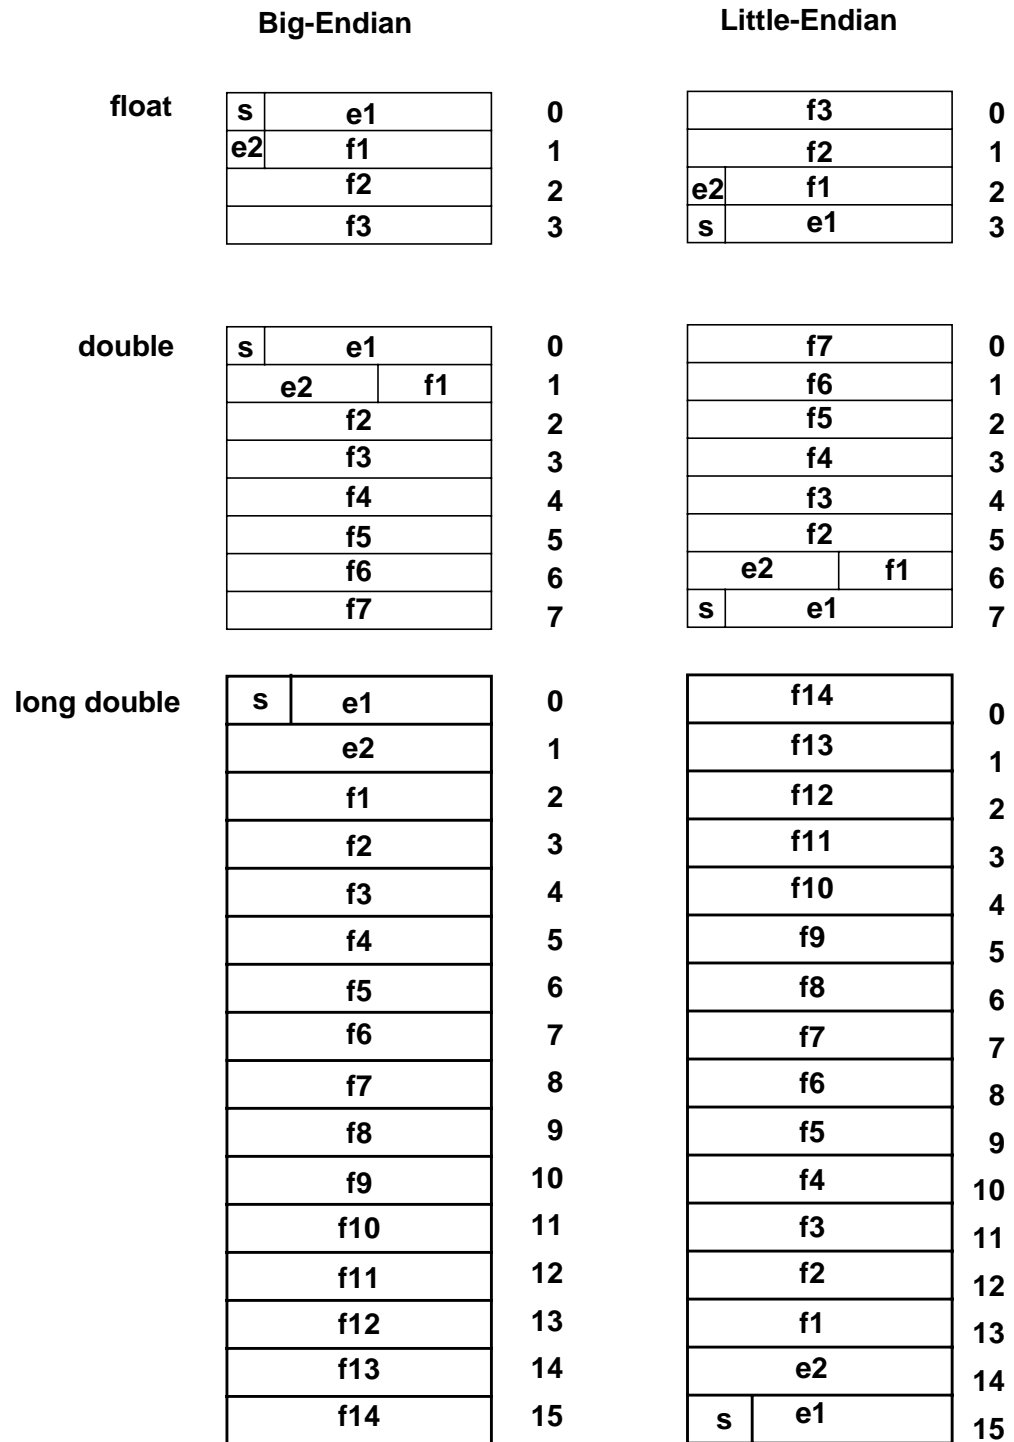 Big-Endian Little-Endian
float s e1 0 f3 0
e2 f1 1 f2 1
f2 2 e2 f1 2
f3 3 s e1 3
double s e1 0 f7 0
e2 f1 1 f6 1
f2 2 f5 2
f3 3 f4 3
f4 4 f3 4
f5 5 f2 5
f6 6 e2 f1 6
f7 7 s e1 7
long double s e1 0 f14 0
e2 1 f13 1
f1 2 f12 2
f2 3 f11 3
f3 4 f10 4
f4 5 f9 5
f5 6 f8 6
f6 7 f7 7
f7 8 f6 8
f8 9 f5 9
f9 10 f4 10
f10 11 f3 11
f11 12 f2 12
f12 13 f1 13
f13 14 e2 14
f14 15 s e1 15